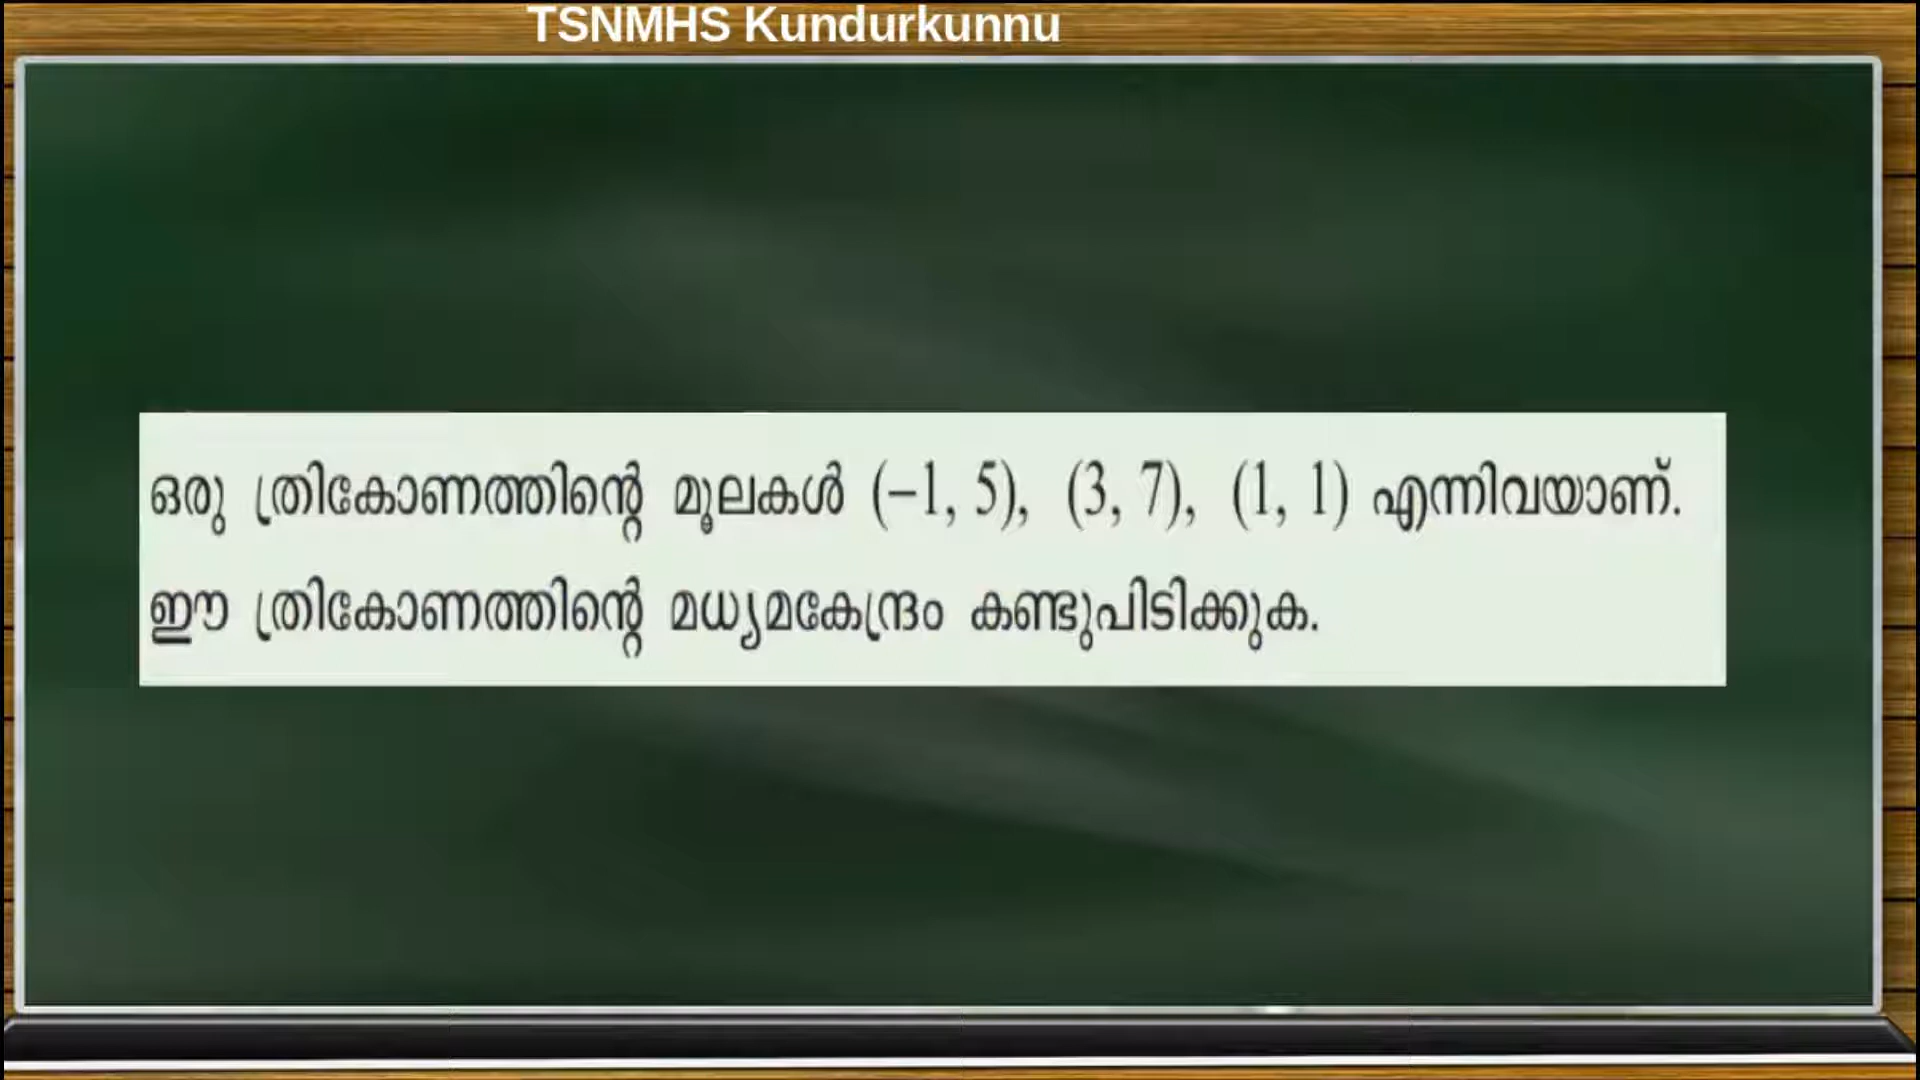 TSNMHS Kundurkunnu
ഒരു ത്രികോണത്തിന്റെ മൂലകൾ (−1, 5), (3, 7), (1, 1) എന്നിവയാണ്.
ഈ ത്രികോണത്തിന്റെ മധ്യമകേന്ദ്രം കണ്ടുപിടിക്കുക.